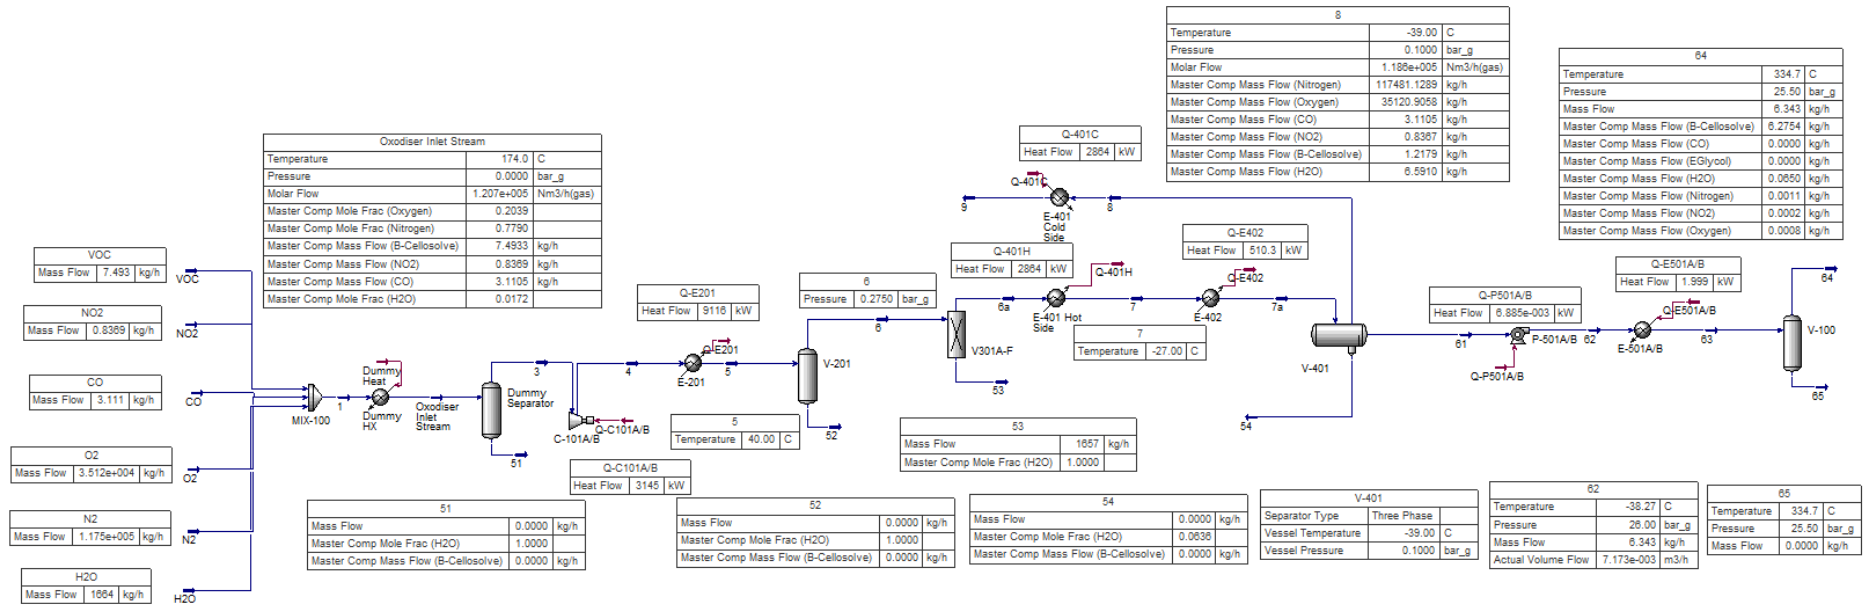 VOC
Mass Flow 7.493 kg/h
VOC
NO2
Mass Flow 0.8369 kg/h
NO2
CO
Mass Flow 3.111 kg/h
CO
O2
Mass Flow 3.512e+004 kg/h
O2
N2
Mass Flow 1.175e+005 kg/h
N2
H2O
Mass Flow 1664 kg/h
H2O
MIX-100
1
Dummy
Heat
Dummy
HX
Oxodiser
Inlet
Stream
Oxodiser Inlet Stream
Temperature 174.0 C
Pressure 0.0000 bar_g
Molar Flow 1.207e+005 Nm3/h(gas)
Master Comp Mole Frac (Oxygen) 0.2039
Master Comp Mole Frac (Nitrogen) 0.7790
Master Comp Mass Flow (B-Cellosolve) 7.4933 kg/h
Master Comp Mass Flow (NO2) 0.8369 kg/h
Master Comp Mass Flow (CO) 3.1105 kg/h
Master Comp Mole Frac (H2O) 0.0172
3
Dummy
Separator
51
51
Mass Flow 0.0000 kg/h
Master Comp Mole Frac (H2O) 1.0000
Master Comp Mass Flow (B-Cellosolve) 0.0000 kg/h
C-101A/B
Q-C101A/B
Q-C101A/B
Heat Flow 3145 kW
4
Q-E201
Heat Flow 9116 kW
Q-E201
E-201
5
5
Temperature 40.00 C
V-201
52
52
Mass Flow 0.0000 kg/h
Master Comp Mole Frac (H2O) 1.0000
Master Comp Mass Flow (B-Cellosolve) 0.0000 kg/h
6
Pressure 0.2750 bar_g
6
V301A-F
53
53
Mass Flow 1657 kg/h
Master Comp Mole Frac (H2O) 1.0000
6a
Q-401H
Heat Flow 2864 kW
Q-401H
E-401 Hot
Side
7
7
Temperature -27.00 C
Q-401C
Heat Flow 2864 kW
Q-401C
E-401
Cold
Side
9
8
Q-E402
Heat Flow 510.3 kW
Q-E402
E-402
7a
8
Temperature -39.00 C
Pressure 0.1000 bar_g
Molar Flow 1.186e+005 Nm3/h(gas)
Master Comp Mass Flow (Nitrogen) 117481.1289 kg/h
Master Comp Mass Flow (Oxygen) 35120.9058 kg/h
Master Comp Mass Flow (CO) 3.1105 kg/h
Master Comp Mass Flow (NO2) 0.8367 kg/h
Master Comp Mass Flow (B-Cellosolve) 1.2179 kg/h
Master Comp Mass Flow (H2O) 6.5910 kg/h
V-401
54
54
Mass Flow 0.0000 kg/h
Master Comp Mole Frac (H2O) 0.0636
Master Comp Mass Flow (B-Cellosolve) 0.0000 kg/h
V-401
Separator Type Three Phase
Vessel Temperature -39.00 C
Vessel Pressure 0.1000 bar_g
61
Q-P501A/B
Heat Flow 6.885e-003 kW
P-501A/B
Q-P501A/B
62
62
Temperature -38.27 C
Pressure 26.00 bar_g
Mass Flow 6.343 kg/h
Actual Volume Flow 7.173e-003 m3/h
Q-E501A/B
Heat Flow 1.999 kW
Q-E501A/B
E-501A/B
63
64
Temperature 334.7 C
Pressure 25.50 bar_g
Mass Flow 6.343 kg/h
Master Comp Mass Flow (B-Cellosolve) 6.2754 kg/h
Master Comp Mass Flow (CO) 0.0000 kg/h
Master Comp Mass Flow (EGlycol) 0.0000 kg/h
Master Comp Mass Flow (H2O) 0.0650 kg/h
Master Comp Mass Flow (Nitrogen) 0.0011 kg/h
Master Comp Mass Flow (NO2) 0.0002 kg/h
Master Comp Mass Flow (Oxygen) 0.0008 kg/h
64
V-100
65
65
Temperature 334.7 C
Pressure 25.50 bar_g
Mass Flow 0.0000 kg/h